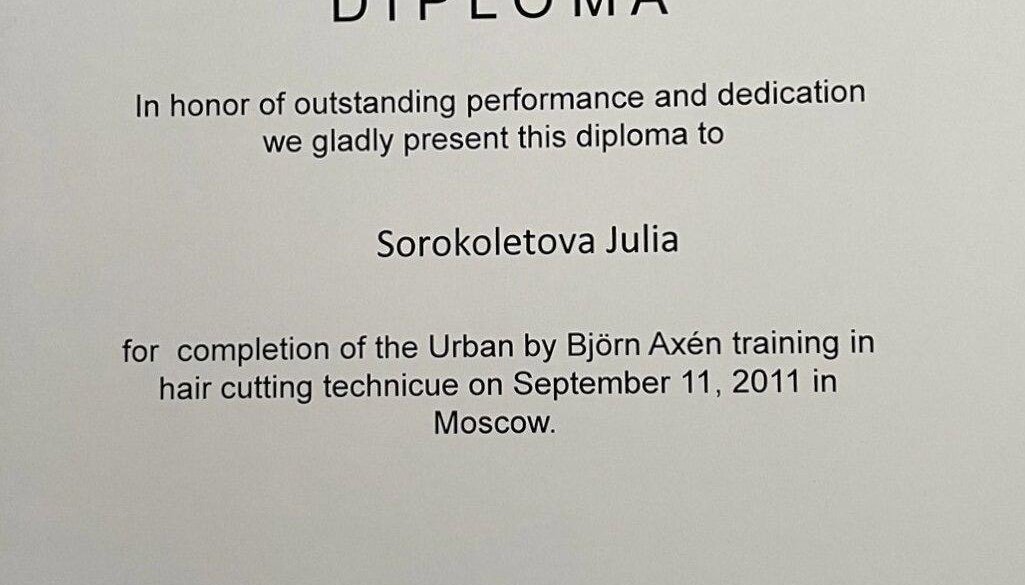 DIPLOMA
In honor of outstanding performance and dedication
we gladly present this diploma to
Sorokoletova Julia
for completion of the Urban by Björn Axén training in
hair cutting technicue on September 11, 2011 in
Moscow.